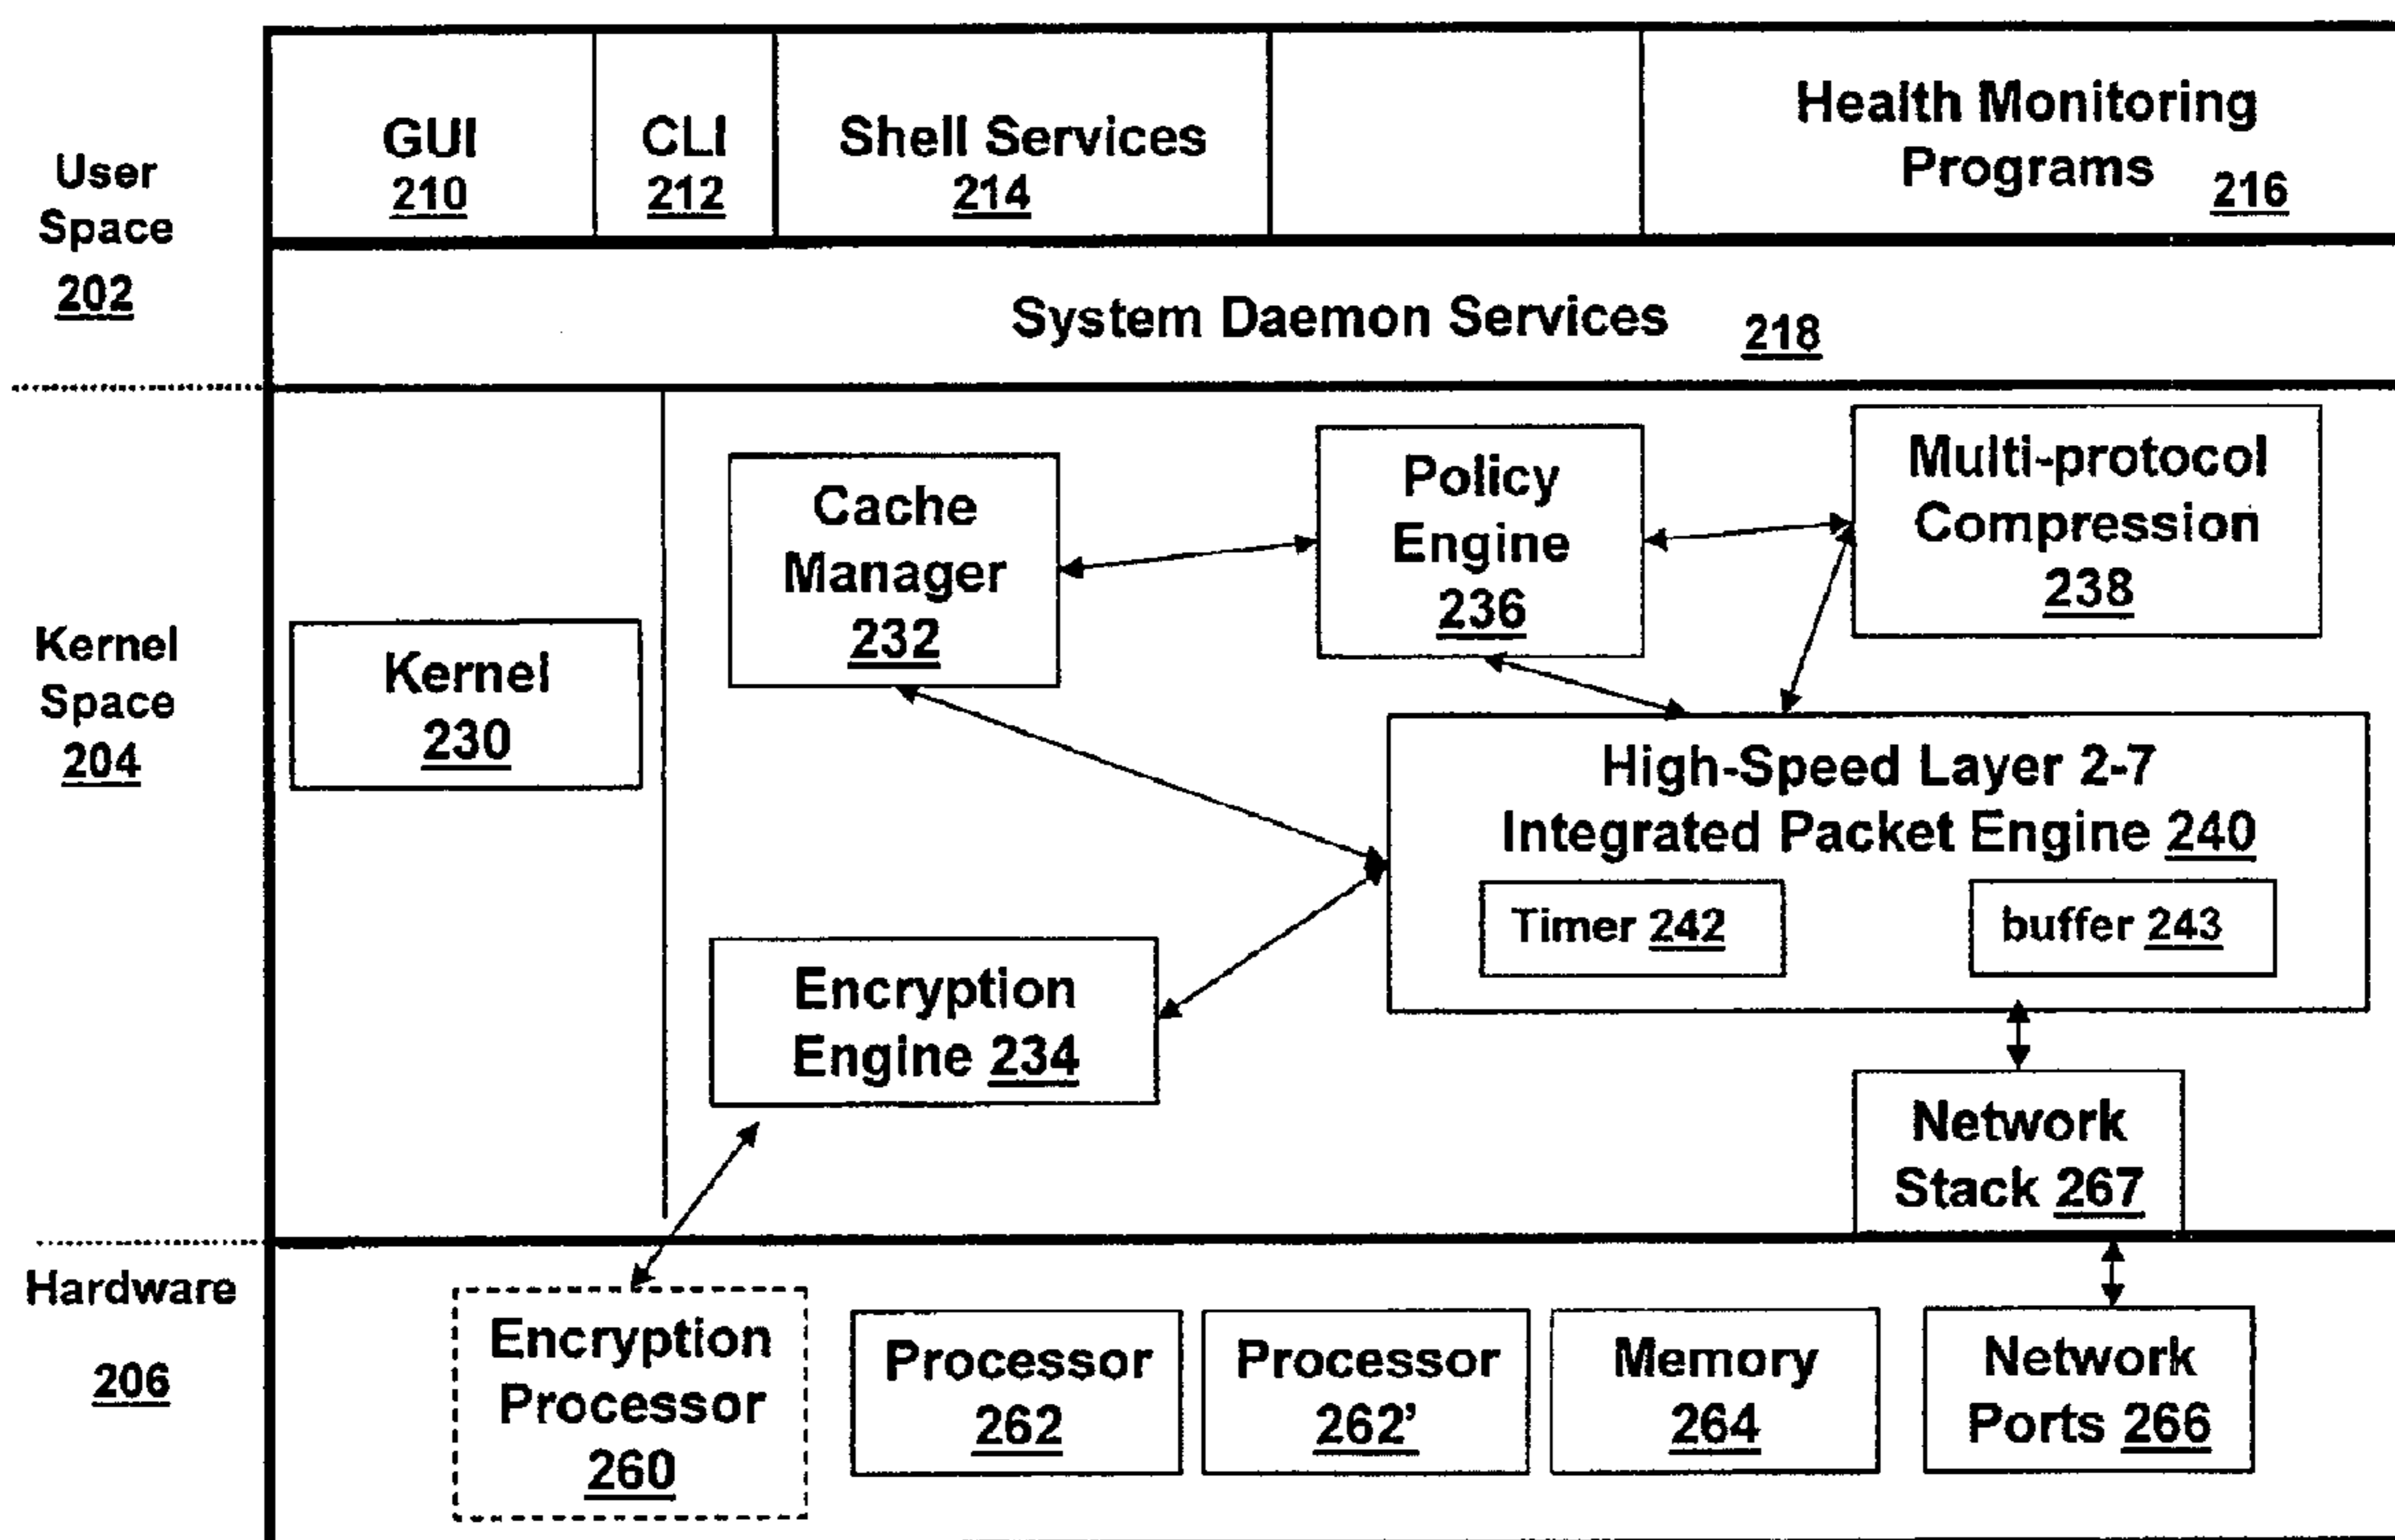 User
Space
202
GUI
210
CLI
212
Shell Services
214
Health Monitoring
Programs 216
System Daemon Services 218
Kernel
Space
204
Kernel
230
Cache
Manager
232
Policy
Engine
236
Multi-protocol
Compression
238
High-Speed Layer 2-7
Integrated Packet Engine 240
Timer 242
buffer 243
Encryption
Engine 234
Network
Stack 267
Hardware
206
Encryption
Processor
260
Processor
262
Processor
262’
Memory
264
Network
Ports 266